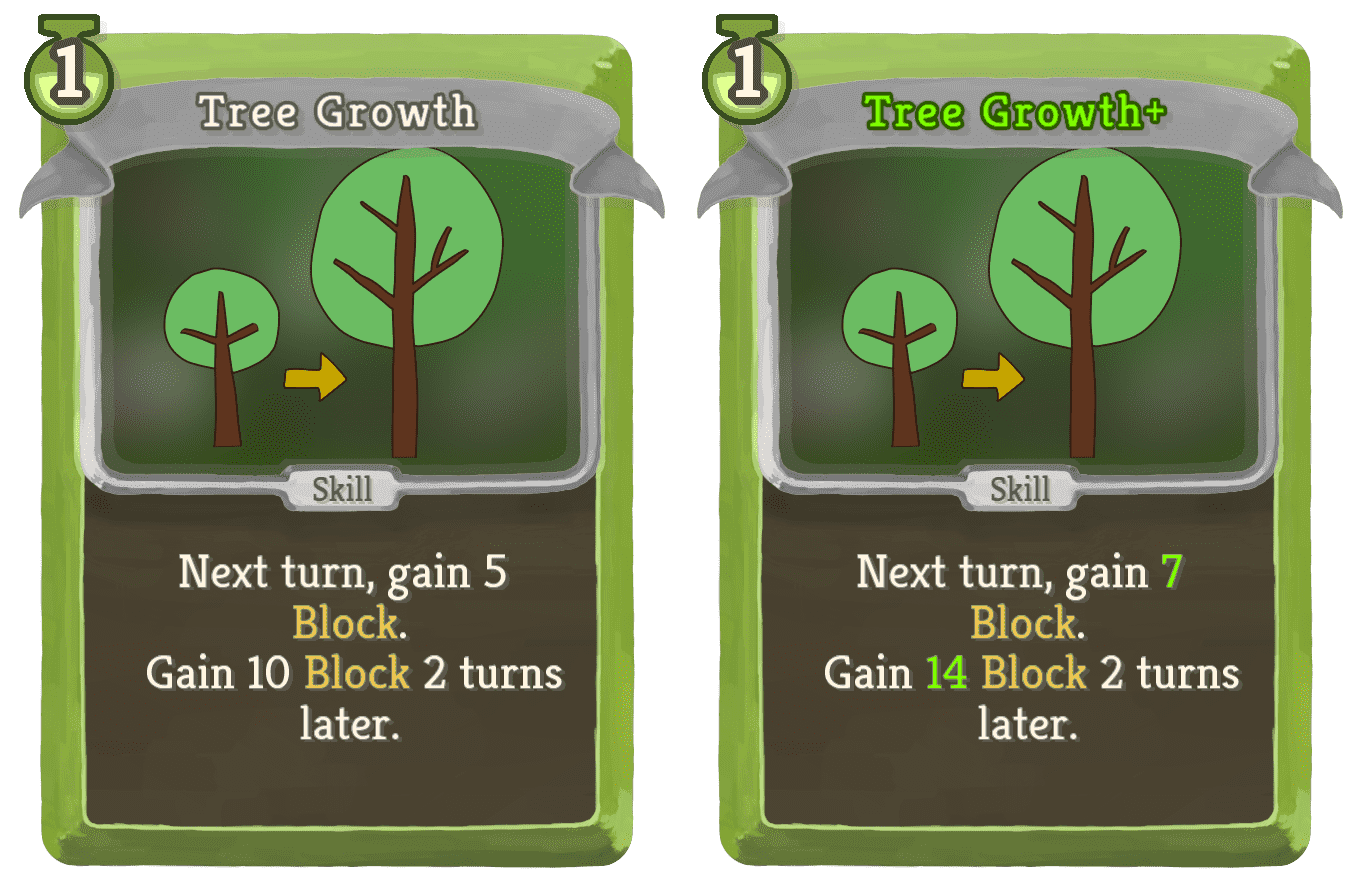 1
Tree Growth
Skill
Next turn, gain 5
Block.
Gain 10 Block 2 turns
later.
1
Tree Growth+
Skill
Next turn, gain 7
Block.
Gain 14 Block 2 turns
later.